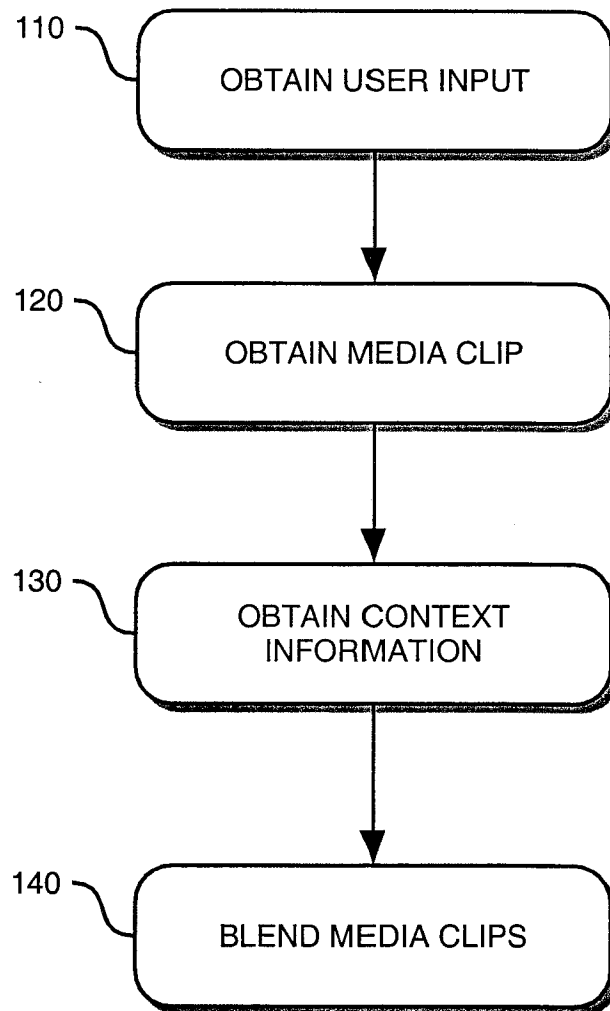 110
OBTAIN USER INPUT
120
OBTAIN MEDIA CLIP
130
OBTAIN CONTEXT
INFORMATION
140
BLEND MEDIA CLIPS